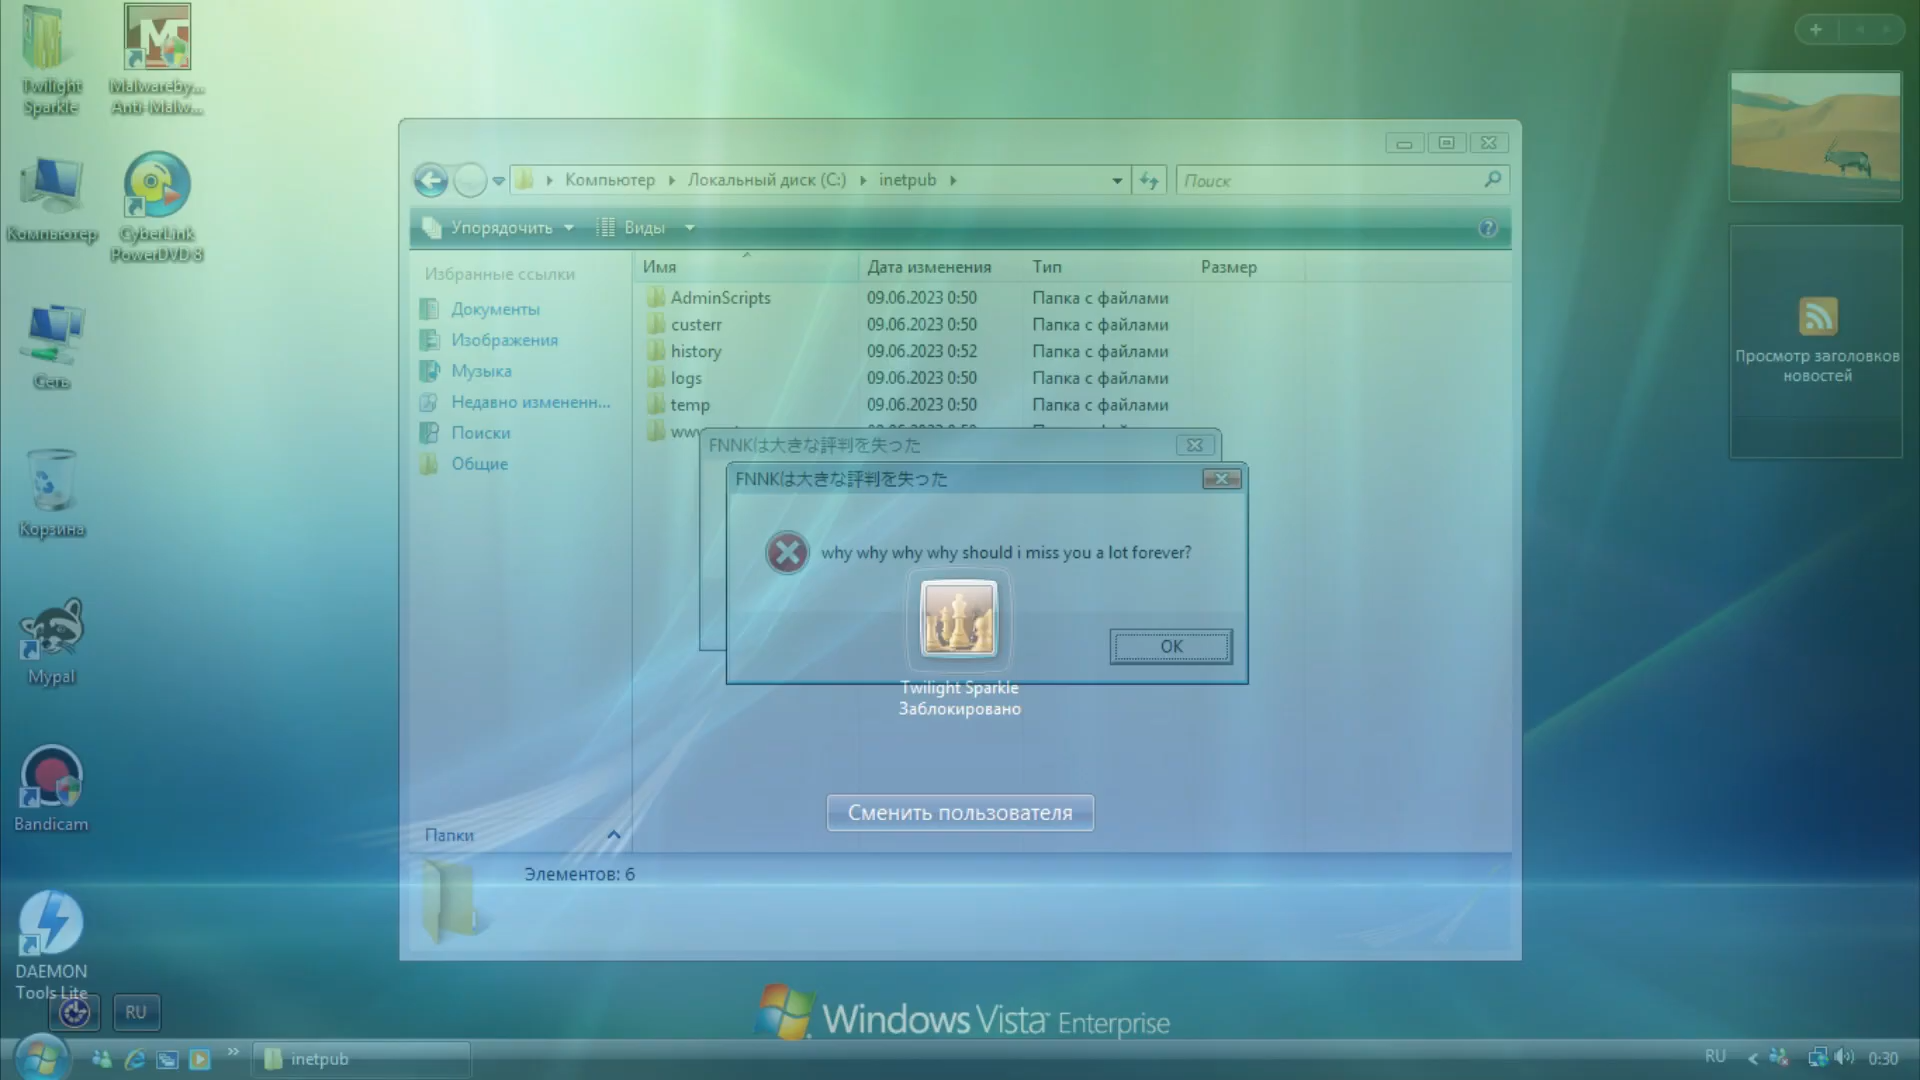 Twilight
Sparkle
Malwareby...
Anti-Malw...
Компьютер
CyberLink
PowerDVD 8
Сеть
Корзина
Mypal
Bandicam
DAEMON
Tools Lite
Компьютер
Локальный диск (C:)
inetpub
Поиск
Упорядочить
Виды
Избранные ссылки
Документы
Изображения
Музыка
Недавно измененн...
Поиски
Общие
Папки
Имя Дата изменения Тип Размер
AdminScripts 09.06.2023 0:50 Папка с файлами
custerr 09.06.2023 0:50 Папка с файлами
history 09.06.2023 0:52 Папка с файлами
logs 09.06.2023 0:50 Папка с файлами
temp 09.06.2023 0:50 Папка с файлами
FNNKは大きな評判を失った
FNNKは大きな評判を失った
why why why why should i miss you a lot forever?
OK
Twilight Sparkle
Заблокировано
Сменить пользователя
Элементов: 6
Просмотр заголовков
новостей
RU
Windows Vista™ Enterprise
inetpub
RU
0:30